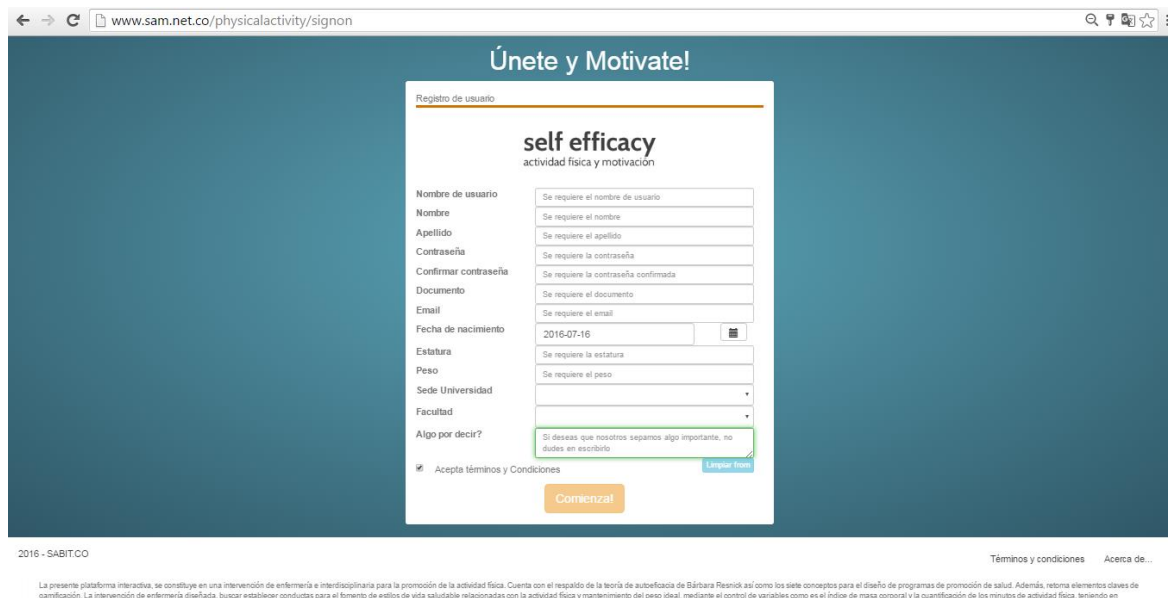 www.sam.net.co/physicalactivity/signon
Únete y Motivate!
Registro de usuario
self efficacy
actividad física y motivación
Nombre de usuario Se requiere el nombre de usuario
Nombre Se requiere el nombre
Apellido Se requiere el apellido
Contraseña Se requiere la contraseña
Confirmar contraseña Se requiere la contraseña confirmada
Documento Se requiere el documento
Email Se requiere el email
Fecha de nacimiento 2016-07-16
Estatura Se requiere la estatura
Peso Se requiere el peso
Sede Universidad
Facultad
Algo por decir? Si deseas que nosotros sepamos algo importante, no
dudes en escribirlo
Acepta términos y Condiciones Limpiar from
Comienza!
2016 - SABIT.CO Términos y condiciones Acerca de...
La presente plataforma interactiva, se constituye en una intervención de enfermería e interdisciplinaria para la promoción de la actividad física. Cuenta con el respaldo de la teoría de autoeficacia de Bárbara Resnick así como los siete conceptos para el diseño de programas de promoción de salud. Además, retoma elementos claves de
gamificación. La intervención de enfermería diseñada, buscar establecer conductas para el fomento de estilos de vida saludable relacionadas con la actividad física y mantenimiento del peso ideal, mediante el control de variables como es el índice de masa corporal y la cuantificación de los minutos de actividad física, teniendo en